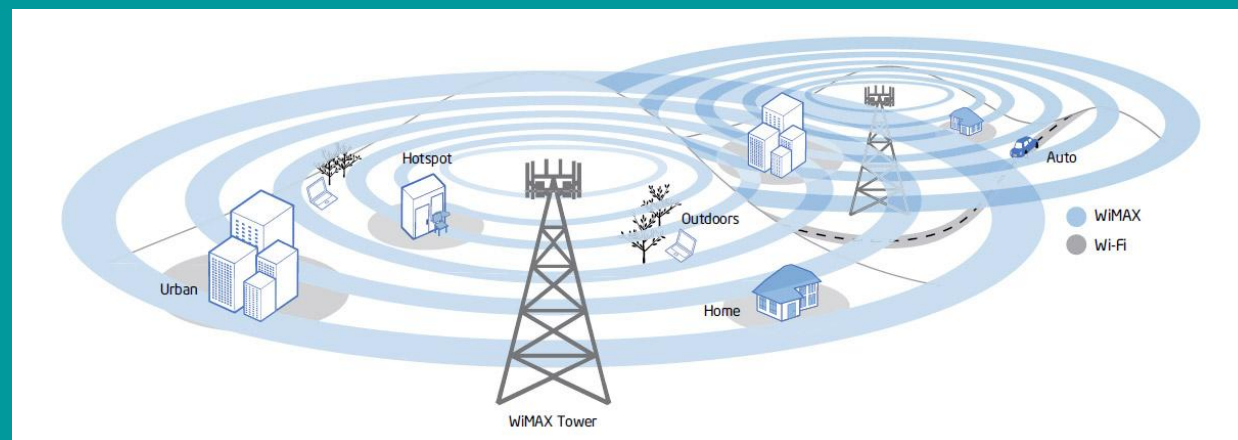 Hotspot
Auto
Outdoors
WiMAX
Wi-Fi
Urban
Home
WiMAX Tower